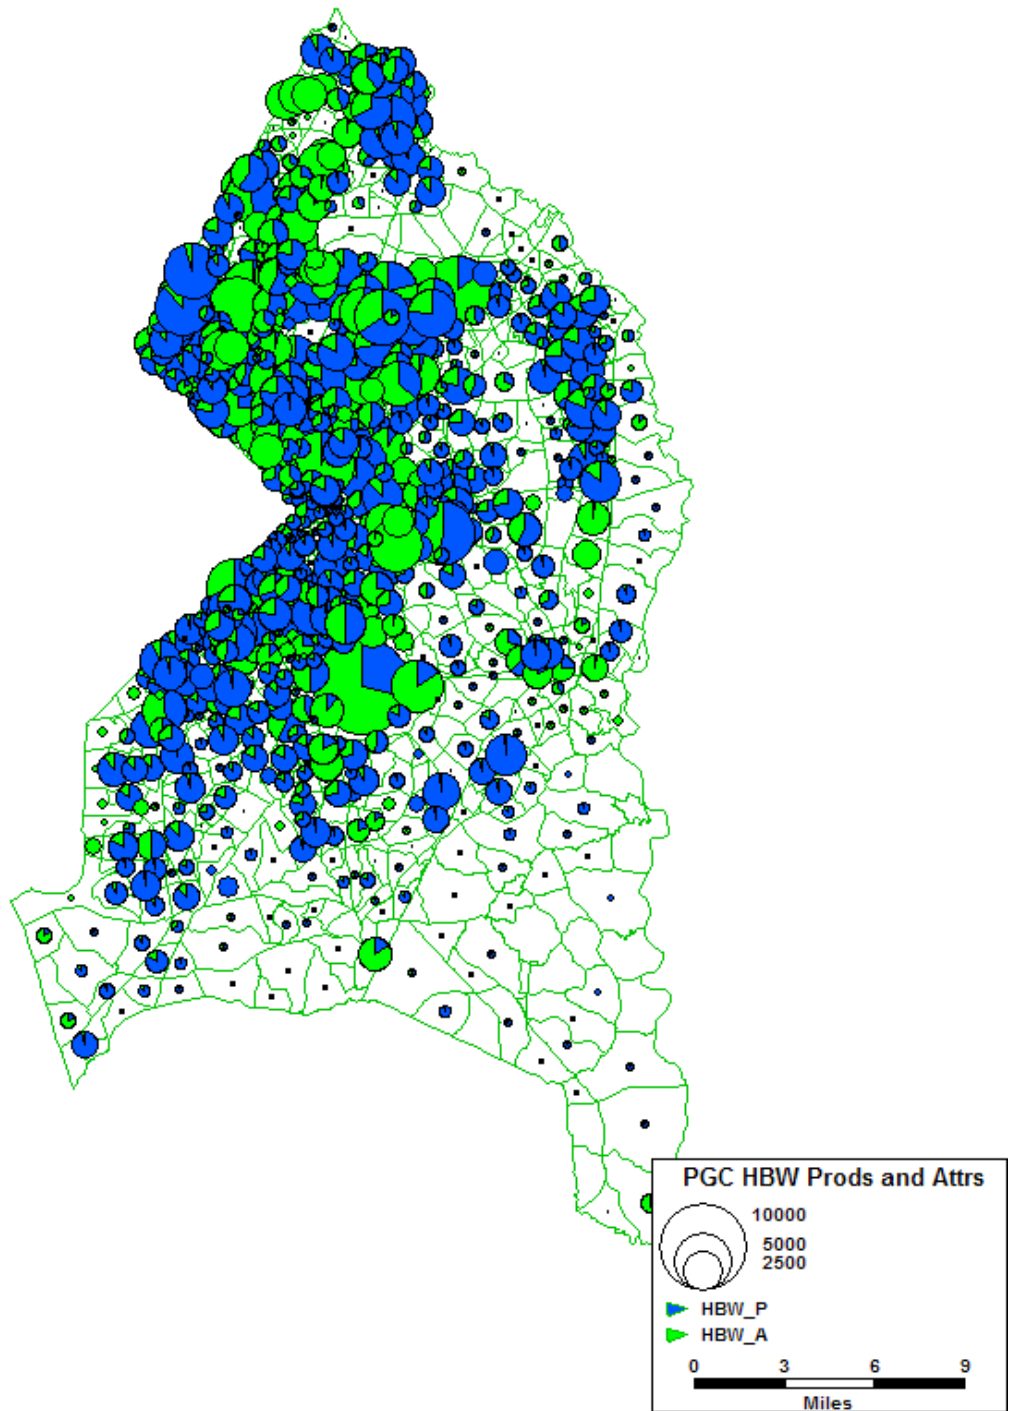 PGC HBW Prods and Attrs
10000
5000
2500
HBW_P
HBW_A
0 3 6 9
Miles